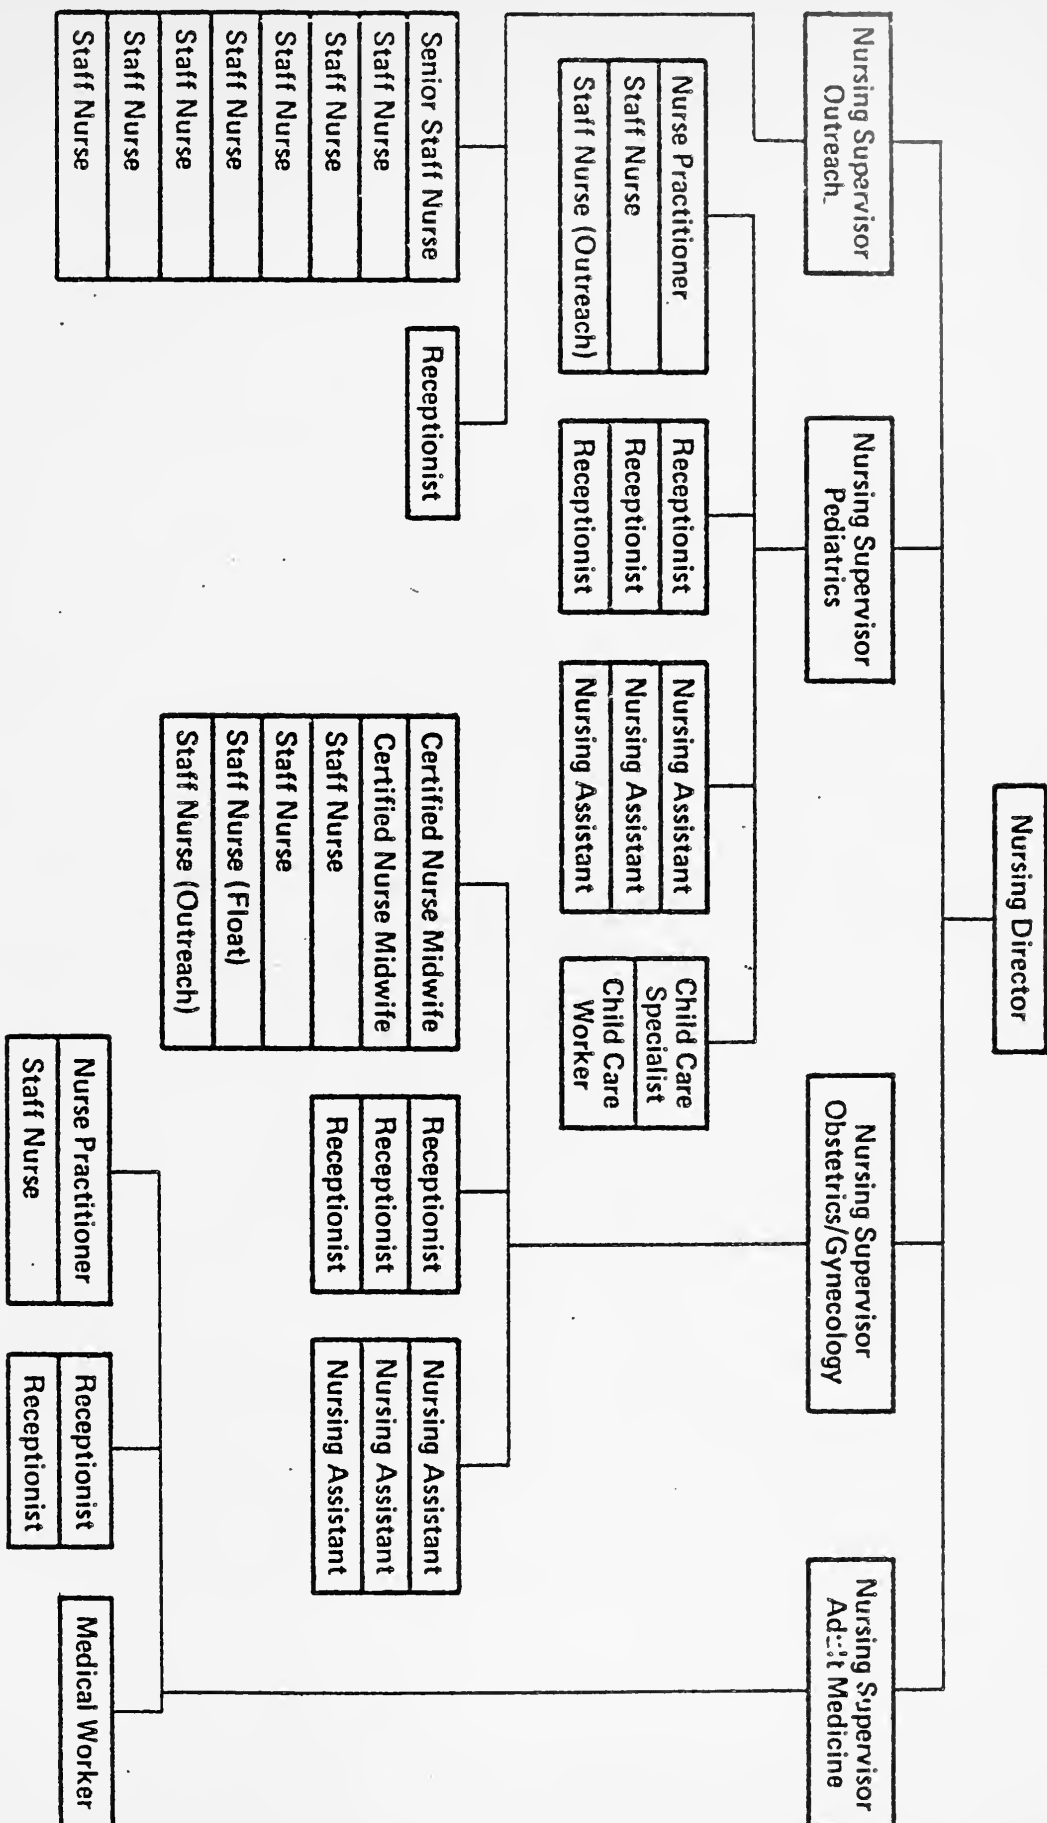 Nursing Director
Nursing Supervisor
Outreach
Nursing Supervisor
Pediatrics
Nursing Supervisor
Obstetrics/Gynecology
Nursing Supervisor
Medicine
Nurse Practitioner
Staff Nurse
Staff Nurse (Outreach)
Receptionist
Receptionist
Receptionist
Nursing Assistant
Nursing Assistant
Nursing Assistant
Child Care
Specialist
Child Care
Worker
Senior Staff Nurse
Staff Nurse
Staff Nurse
Staff Nurse
Staff Nurse
Staff Nurse
Staff Nurse
Staff Nurse
Receptionist
Certified Nurse Midwife
Certified Nurse Midwife
Staff Nurse
Staff Nurse
Staff Nurse (Float)
Staff Nurse (Outreach)
Receptionist
Receptionist
Receptionist
Nursing Assistant
Nursing Assistant
Nursing Assistant
Nurse Practitioner
Staff Nurse
Receptionist
Receptionist
Medical Worker